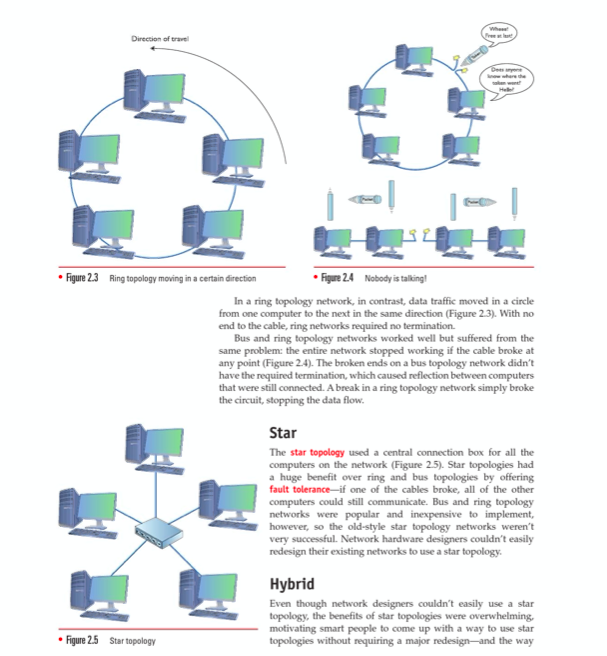 Direction of travel
Wheee!
Free at last!
Does anyone
know where the
token went?
Hello?
• Figure 2.3 Ring topology moving in a certain direction
• Figure 2.4 Nobody is talking!
In a ring topology network, in contrast, data traffic moved in a circle
from one computer to the next in the same direction (Figure 2.3). With no
end to the cable, ring networks required no termination.
Bus and ring topology networks worked well but suffered from the
same problem: the entire network stopped working if the cable broke at
any point (Figure 2.4). The broken ends on a bus topology network didn't
have the required termination, which caused reflection between computers
that were still connected. A break in a ring topology network simply broke
the circuit, stopping the data flow.
Star
The star topology used a central connection box for all the
computers on the network (Figure 2.5). Star topologies had
a huge benefit over ring and bus topologies by offering
fault tolerance—if one of the cables broke, all of the other
computers could still communicate. Bus and ring topology
networks were popular and inexpensive to implement,
however, so the old-style star topology networks weren't
very successful. Network hardware designers couldn't easily
redesign their existing networks to use a star topology.
Hybrid
Even though network designers couldn't easily use a star
topology, the benefits of star topologies were overwhelming,
motivating smart people to come up with a way to use star
topologies without requiring a major redesign—and the way
• Figure 2.5 Star topology